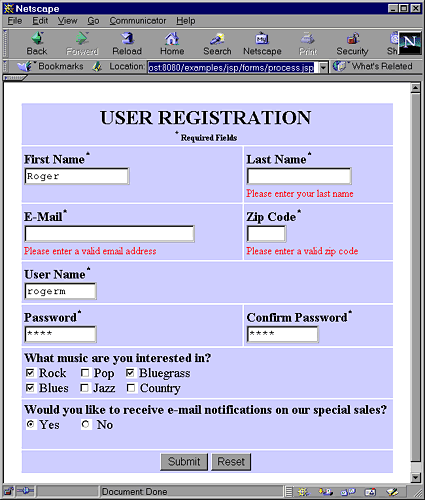 Netscape
File Edit View Go Communicator Help
Back Forward Reload Home Search Netscape Print Security Sh
N
Bookmarks Location: ost:8080/examples/jsp/forms/process.jsp What's Related
USER REGISTRATION
* Required Fields
First Name* Last Name*
Roger
Please enter your last name
E-Mail* Zip Code*
Please enter a valid email address Please enter a valid zip code
User Name*
rogerm
Password* Confirm Password*
**** ****
What music are you interested in?
Rock Pop Bluegrass
Blues Jazz Country
Would you like to receive e-mail notifications on our special sales?
Yes No
Submit Reset
Document: Done